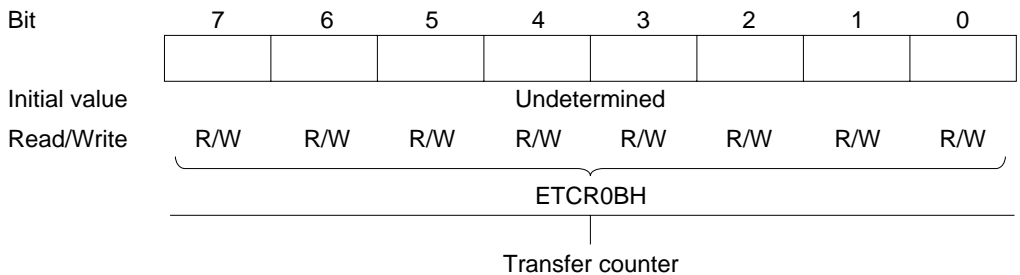 Bit 7 6 5 4 3 2 1 0
Initial value Undetermined
Read/Write R/W R/W R/W R/W R/W R/W R/W R/W
ETCR0BH
Transfer counter